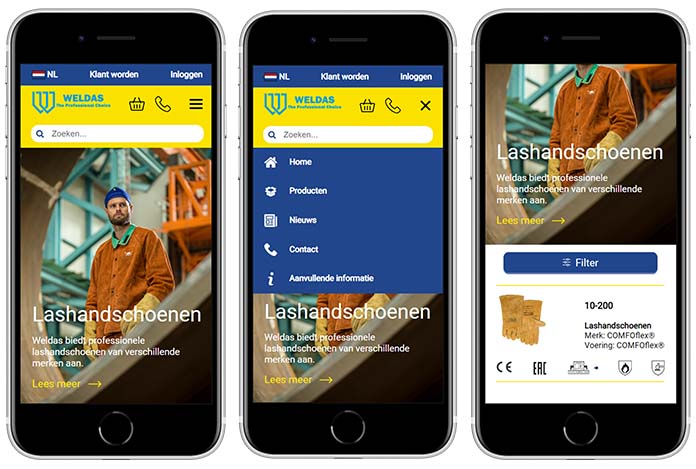 NL Klant worden Inloggen
WELDAS
The Professional Choice
Zoeken...
Lashandschoenen
Weldas biedt professionele
lashandschoenen van verschillende
merken aan.
Lees meer
NL Klant worden Inloggen
WELDAS
The Professional Choice
Zoeken...
Home
Producten
Nieuws
Contact
Aanvullende informatie
Lashandschoenen
Weldas biedt professionele
lashandschoenen van verschillende
merken aan.
Lees meer
Lashandschoenen
Weldas biedt professionele
lashandschoenen van verschillende
merken aan.
Lees meer
Filter
10-200
Lashandschoenen
Merk: COMFOflex®
Voering: COMFOflex®
CE EAC